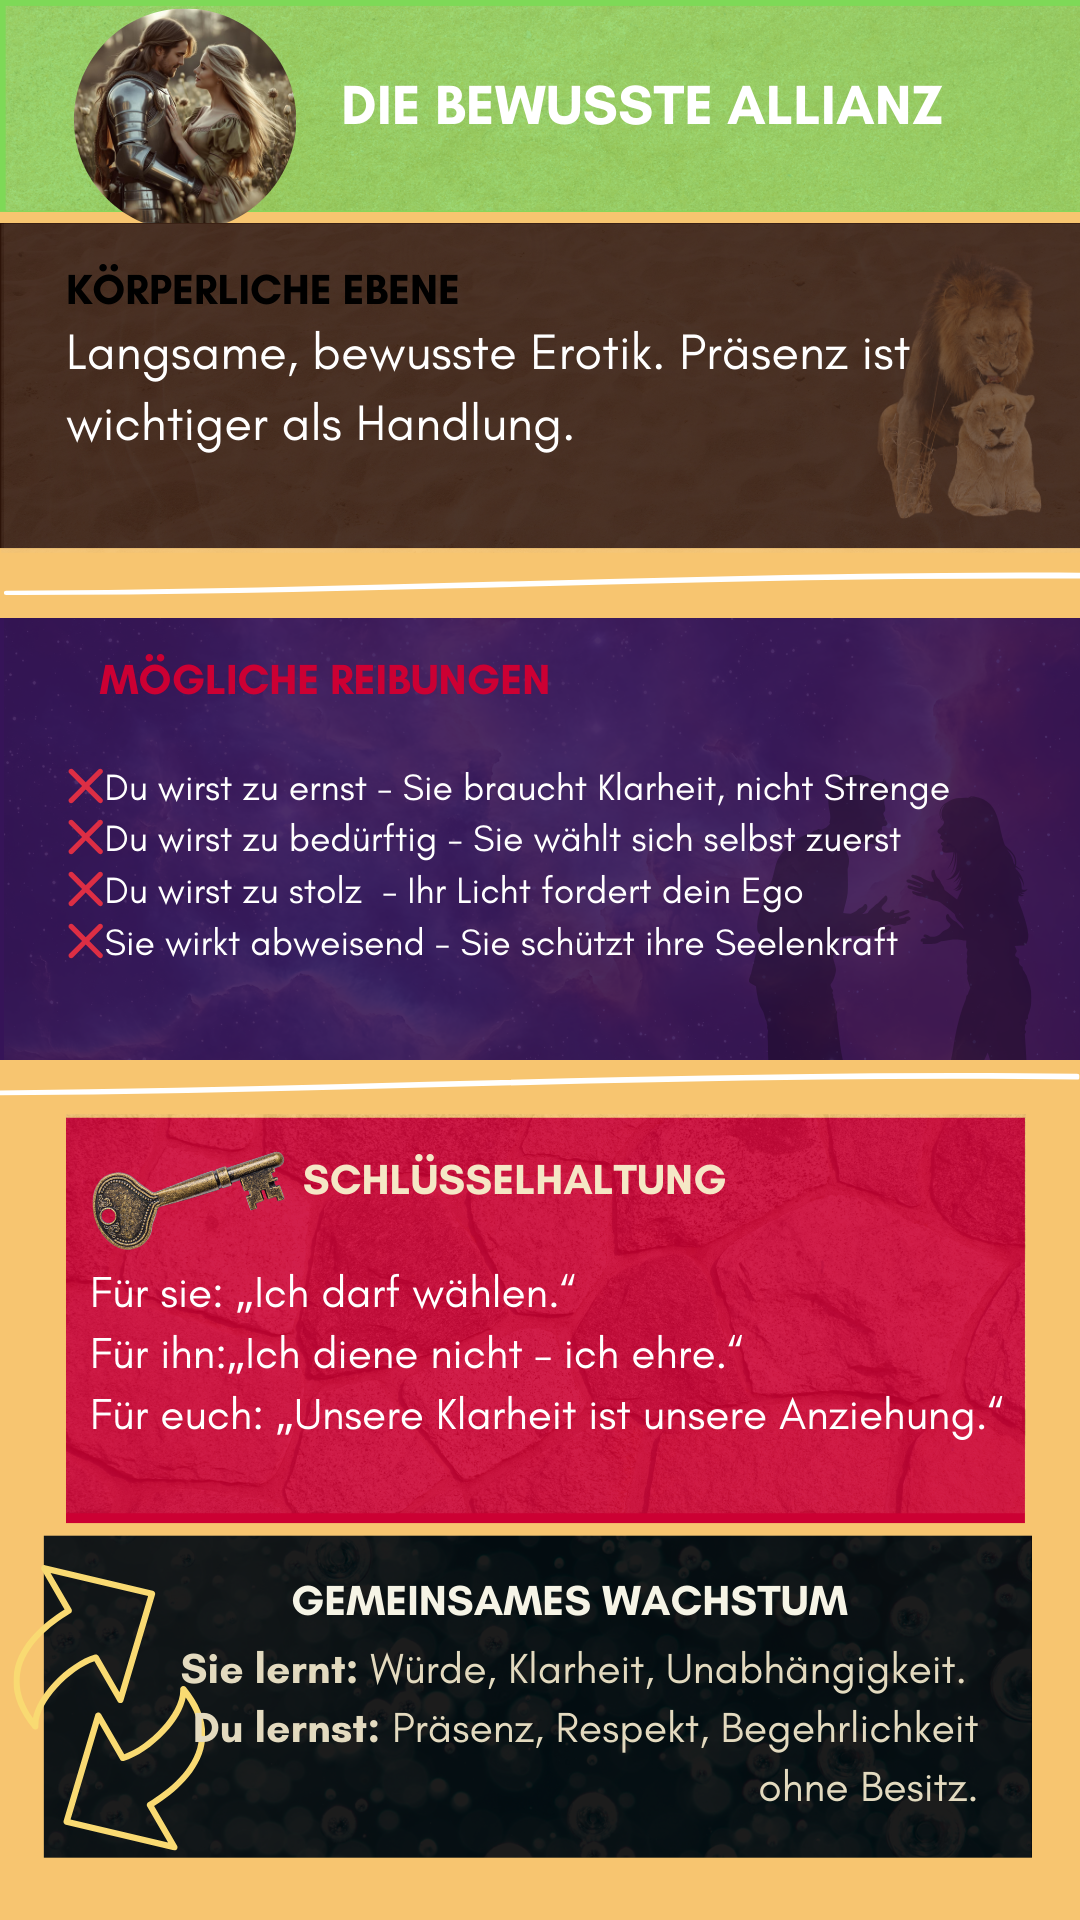 DIE BEWUSSTE ALLIANZ
KÖRPERLICHE EBENE
Langsame, bewusste Erotik. Präsenz ist
wichtiger als Handlung.
MÖGLICHE REIBUNGEN
❌Du wirst zu ernst – Sie braucht Klarheit, nicht Strenge
❌Du wirst zu bedürftig – Sie wählt sich selbst zuerst
❌Du wirst zu stolz  – Ihr Licht fordert dein Ego
❌Sie wirkt abweisend – Sie schützt ihre Seelenkraft
SCHLÜSSELHALTUNG
Für sie: „Ich darf wählen.“
Für ihn:„Ich diene nicht – ich ehre.“
Für euch: „Unsere Klarheit ist unsere Anziehung.“
GEMEINSAMES WACHSTUM
Sie lernt: Würde, Klarheit, Unabhängigkeit.
Du lernst: Präsenz, Respekt, Begehrlichkeit
ohne Besitz.